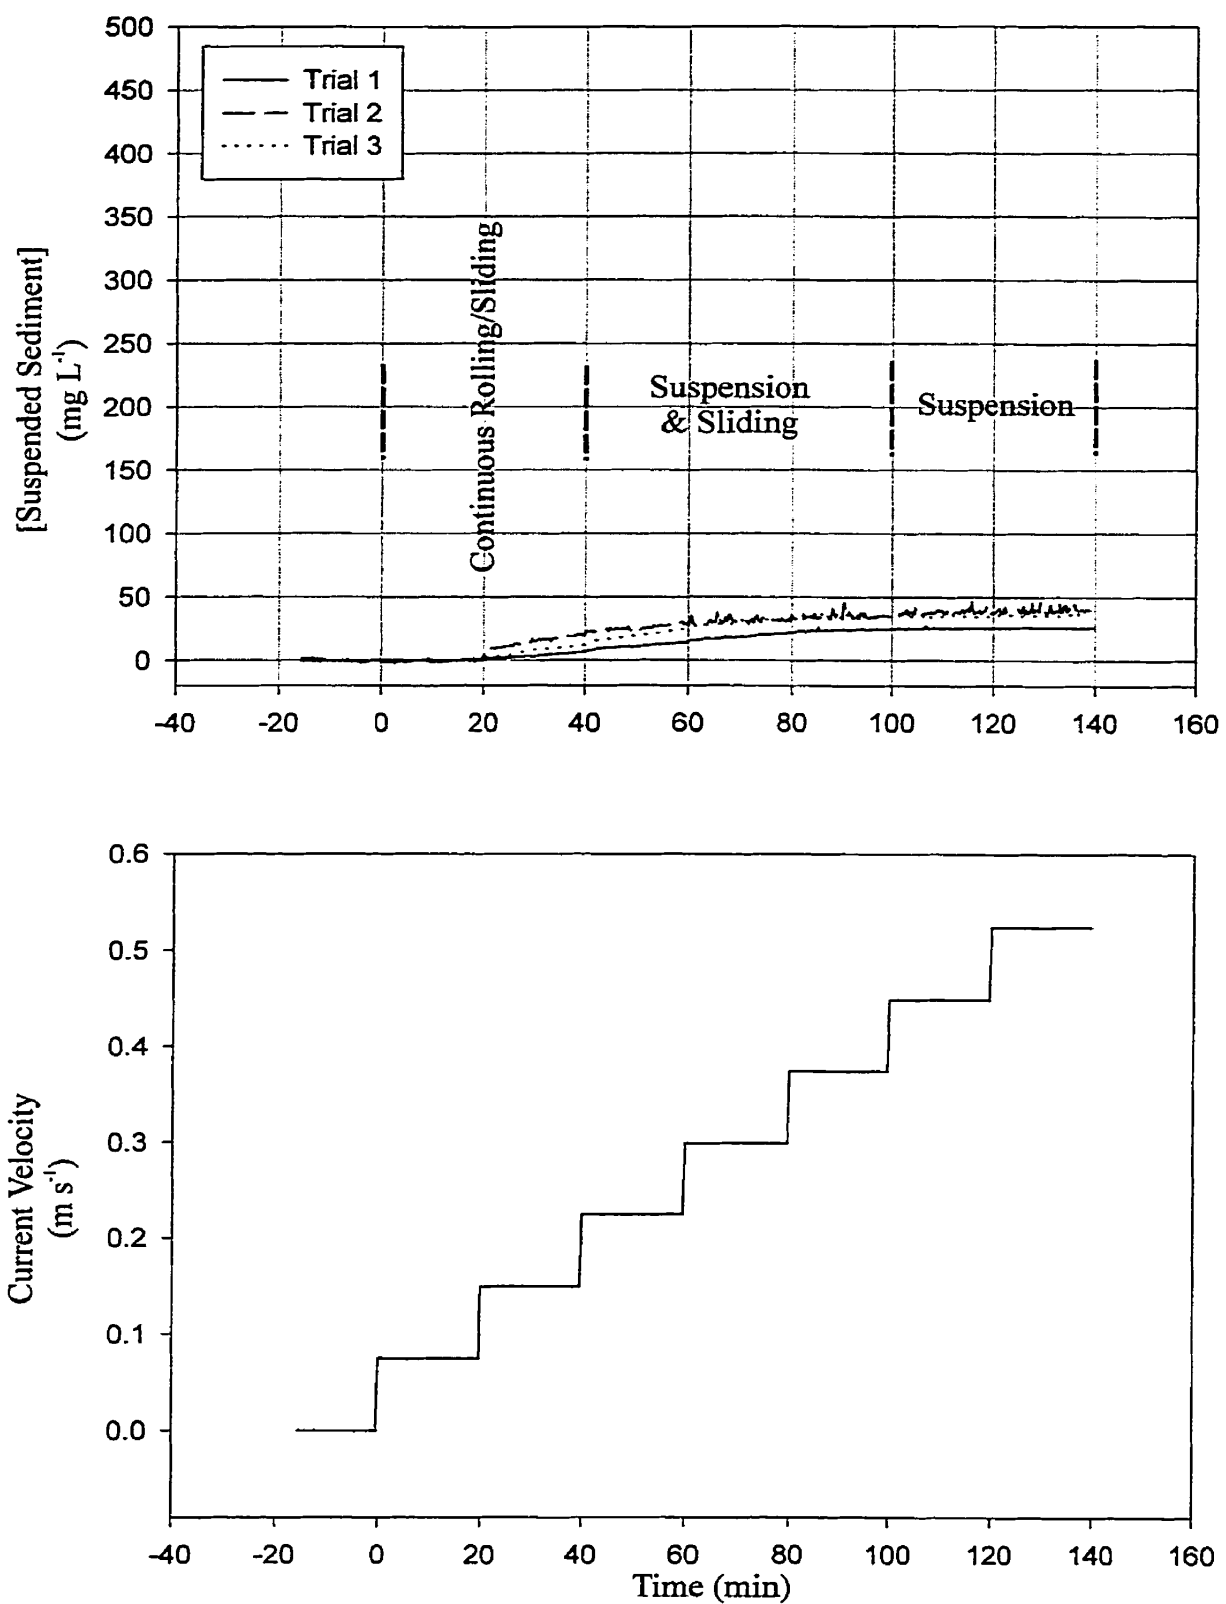 500
450
400
350
300
250
200
150
100
50
0
[Suspended Sediment]
(mg L⁻¹)
Trial 1
Trial 2
Trial 3
Continuous Rolling/Sliding
Suspension
& Sliding
Suspension
-40 -20 0 20 40 60 80 100 120 140 160
0.6
0.5
0.4
0.3
0.2
0.1
0.0
Current Velocity
(m s⁻¹)
-40 -20 0 20 40 60 80 100 120 140 160
Time (min)